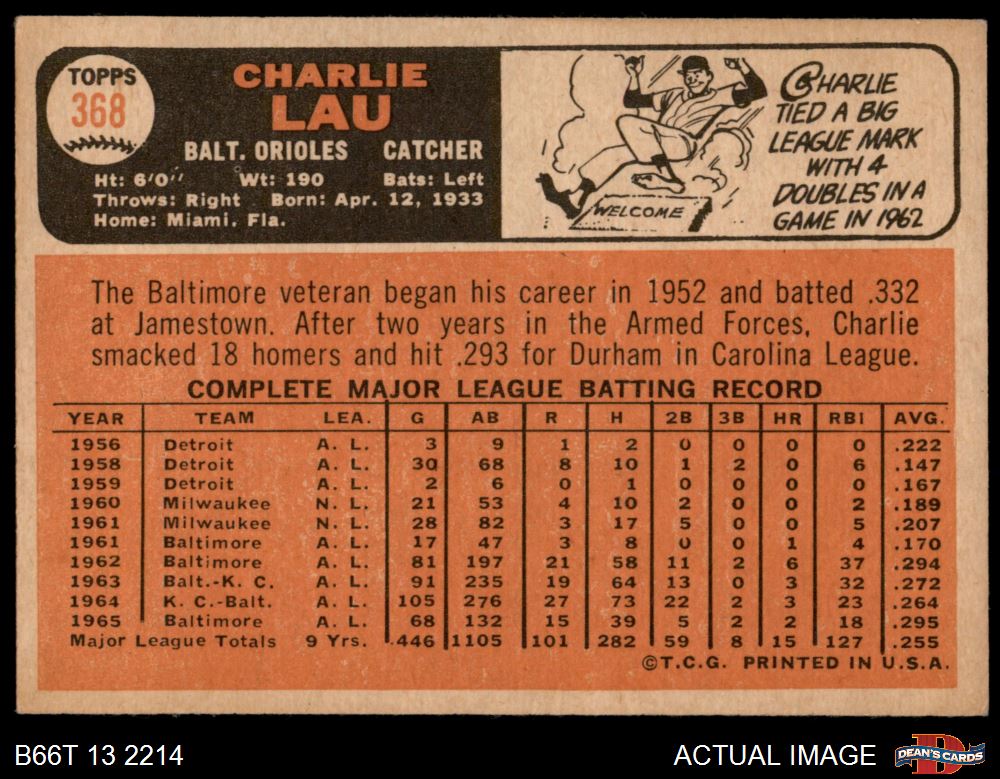 TOPPS
368
CHARLIE
LAU
BALT. ORIOLES CATCHER
Ht: 6'0" Wt: 190 Bats: Left
Throws: Right Born: Apr. 12, 1933
Home: Miami, Fla.
WELCOME
CHARLIE
TIED A BIG
LEAGUE MARK
WITH 4
DOUBLES IN A
GAME IN 1962
The Baltimore veteran began his career in 1952 and batted .332
at Jamestown. After two years in the Armed Forces, Charlie
smacked 18 homers and hit .293 for Durham in Carolina League.
COMPLETE MAJOR LEAGUE BATTING RECORD
YEAR TEAM LEA. G AB R H 2B 3B HR RBI AVG.
1956 Detroit A. L. 3 9 1 2 0 0 0 0 .222
1958 Detroit A. L. 30 68 8 10 1 2 0 6 .147
1959 Detroit A. L. 2 6 0 1 0 0 0 0 .167
1960 Milwaukee N. L. 21 53 4 10 2 0 0 2 .189
1961 Milwaukee N. L. 28 82 3 17 5 0 0 5 .207
1961 Baltimore A. L. 17 47 3 8 0 0 1 4 .170
1962 Baltimore A. L. 81 197 21 58 11 2 6 37 .294
1963 Balt.-K. C. A. L. 91 235 19 64 13 0 3 32 .272
1964 K. C.-Balt. A. L. 105 276 27 73 22 2 3 23 .264
1965 Baltimore A. L. 68 132 15 39 5 2 2 18 .295
Major League Totals 9 Yrs. 446 1105 101 282 59 8 15 127 .255
©T.C.G. PRINTED IN U.S.A.
B66T 13 2214
ACTUAL IMAGE
DEAN'S CARDS